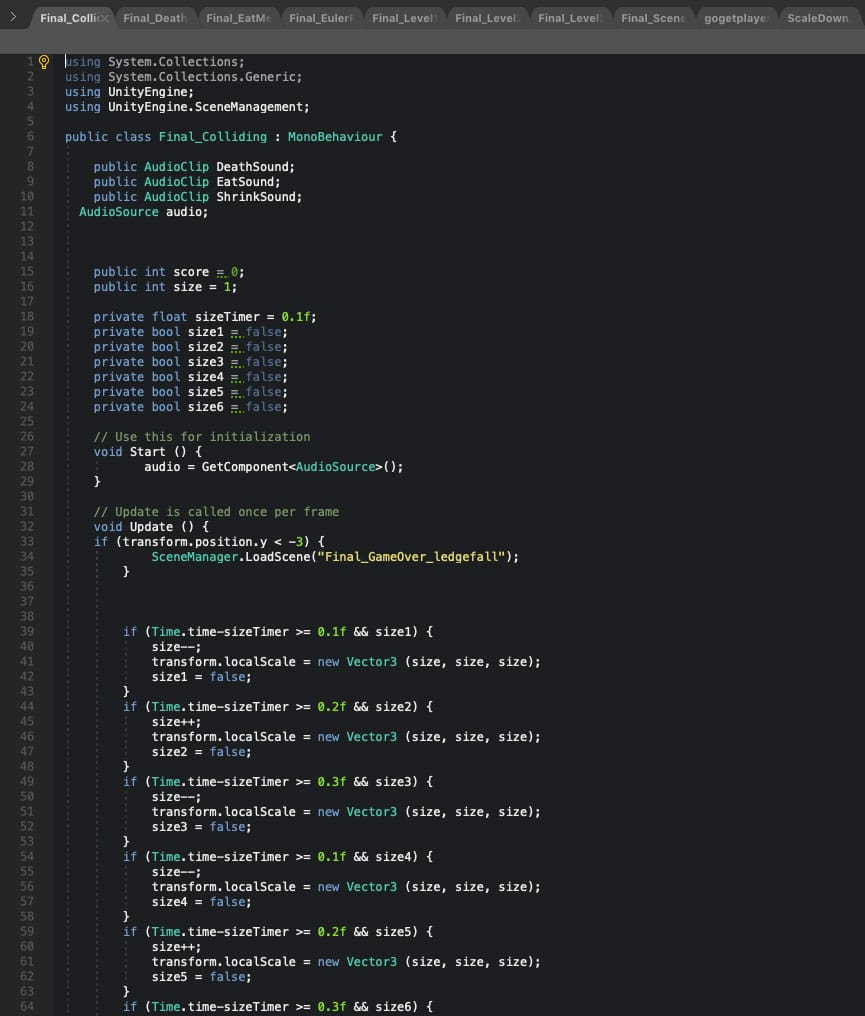 Final_Collic Final_Death Final_EatMe Final_EulerF Final_Level1 Final_Level2 Final_Level Final_Scene gogetplayer ScaleDown.
1 using System.Collections;
2 using System.Collections.Generic;
3 using UnityEngine;
4 using UnityEngine.SceneManagement;
5
6 public class Final_Colliding : MonoBehaviour {
7
8 public AudioClip DeathSound;
9 public AudioClip EatSound;
10 public AudioClip ShrinkSound;
11 AudioSource audio;
12
13
14
15 public int score = 0;
16 public int size = 1;
17
18 private float sizeTimer = 0.1f;
19 private bool size1 = false;
20 private bool size2 = false;
21 private bool size3 = false;
22 private bool size4 = false;
23 private bool size5 = false;
24 private bool size6 = false;
25
26 // Use this for initialization
27 void Start () {
28 audio = GetComponent<AudioSource>();
29 }
30
31 // Update is called once per frame
32 void Update () {
33 if (transform.position.y < -3) {
34 SceneManager.LoadScene("Final_GameOver_ledgefall");
35 }
36
37
38
39 if (Time.time-sizeTimer >= 0.1f && size1) {
40 size--;
41 transform.localScale = new Vector3 (size, size, size);
42 size1 = false;
43 }
44 if (Time.time-sizeTimer >= 0.2f && size2) {
45 size++;
46 transform.localScale = new Vector3 (size, size, size);
47 size2 = false;
48 }
49 if (Time.time-sizeTimer >= 0.3f && size3) {
50 size--;
51 transform.localScale = new Vector3 (size, size, size);
52 size3 = false;
53 }
54 if (Time.time-sizeTimer >= 0.1f && size4) {
55 size--;
56 transform.localScale = new Vector3 (size, size, size);
57 size4 = false;
58 }
59 if (Time.time-sizeTimer >= 0.2f && size5) {
60 size++;
61 transform.localScale = new Vector3 (size, size, size);
62 size5 = false;
63 }
64 if (Time.time-sizeTimer >= 0.3f && size6) {